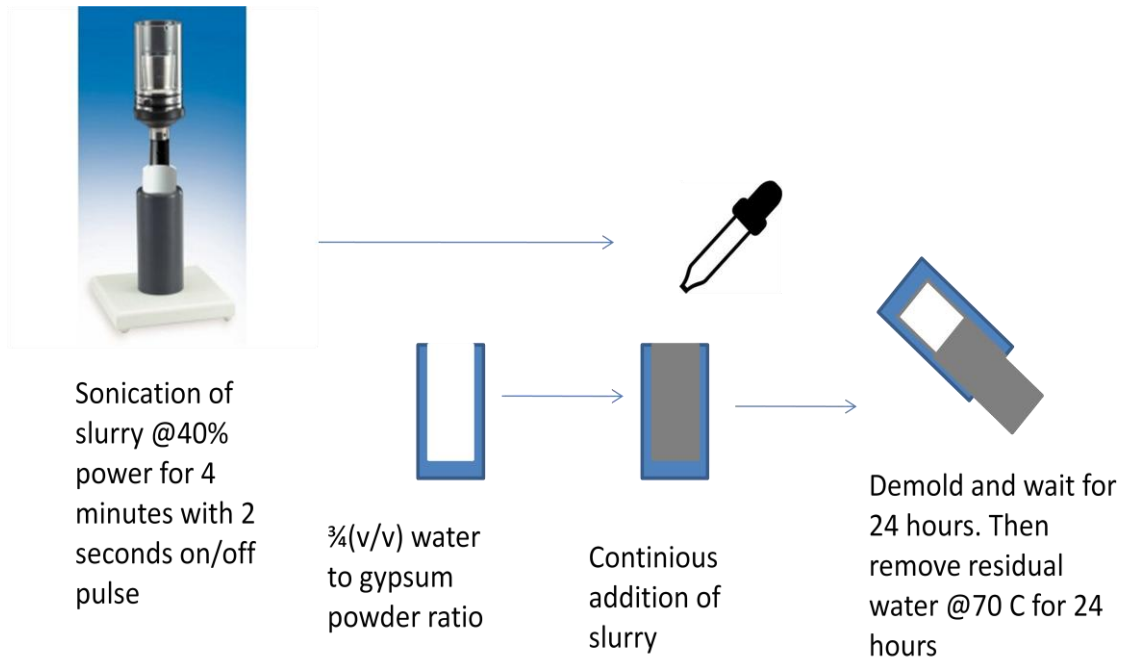 Sonication of
slurry @40%
power for 4
minutes with 2
seconds on/off
pulse
¾(v/v) water
to gypsum
powder ratio
Continious
addition of
slurry
Demold and wait for
24 hours. Then
remove residual
water @70 C for 24
hours